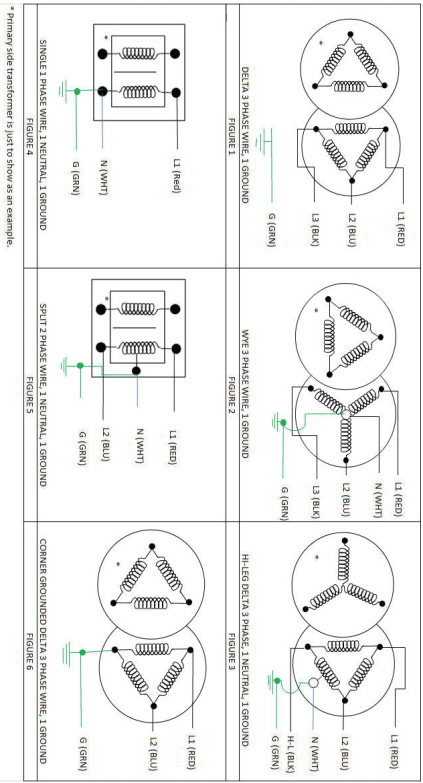 L1 (RED)
L2 (BLU)
L3 (BLK)
G (GRN)
DELTA 3 PHASE WIRE, 1 GROUND
FIGURE 1
L1 (RED)
N (WHT)
L2 (BLU)
L3 (BLK)
G (GRN)
*
WYE 3 PHASE WIRE, 1 GROUND
FIGURE 2
L1 (RED)
L2 (BLU)
N (WHT)
H-L (BLK)
G (GRN)
*
HI-LEG DELTA 3 PHASE, 1 NEUTRAL, 1 GROUND
FIGURE 3
*
L1 (Red)
N (WHT)
G (GRN)
*
SINGLE 1 PHASE WIRE, 1 NEUTRAL, 1 GROUND
FIGURE 4
L1 (RED)
N (WHT)
L2 (BLU)
G (GRN)
*
SPLIT 2 PHASE WIRE, 1 NEUTRAL, 1 GROUND
FIGURE 5
L1 (RED)
L2 (BLU)
G (GRN)
*
CORNER GROUNDED DELTA 3 PHASE WIRE, 1 GROUND
FIGURE 6
* Primary side transformer is just to show as an example.